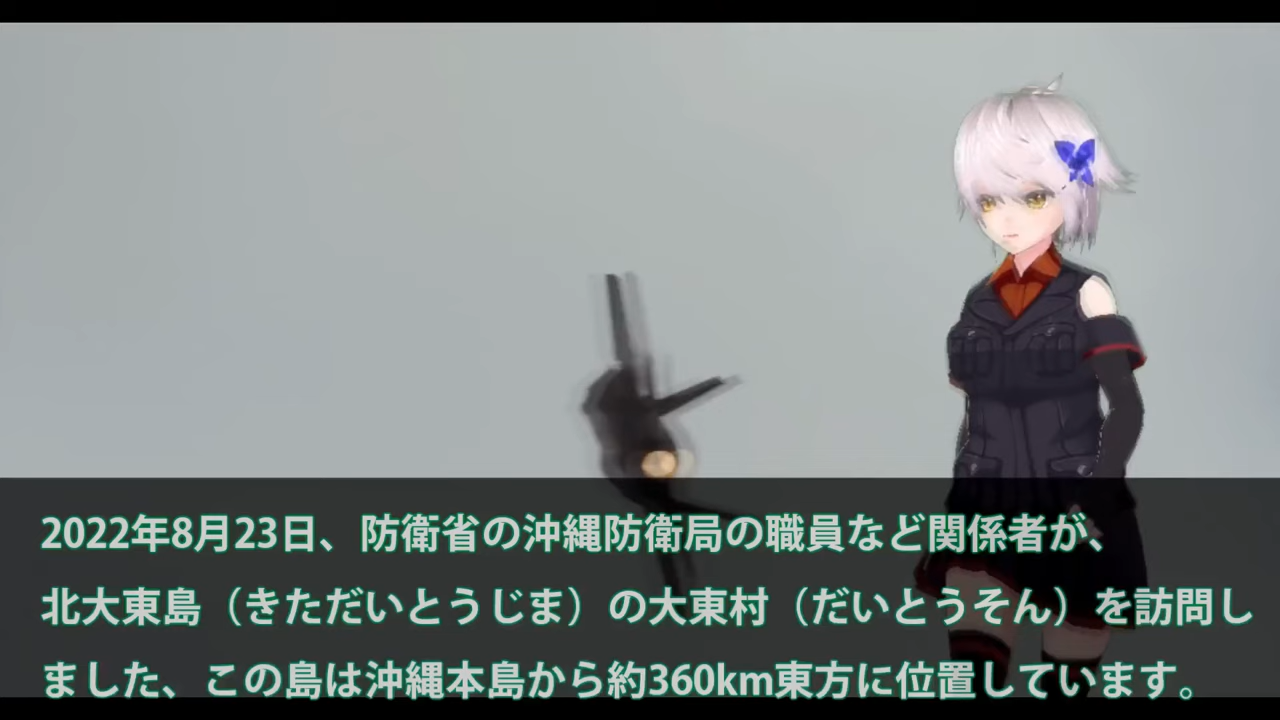 2022年8月23日、防衛省の沖縄防衛局の職員など関係者が、
北大東島（きただいとうじま）の大東村（だいとうそん）を訪問し
ました、この島は沖縄本島から約360km東方に位置しています。